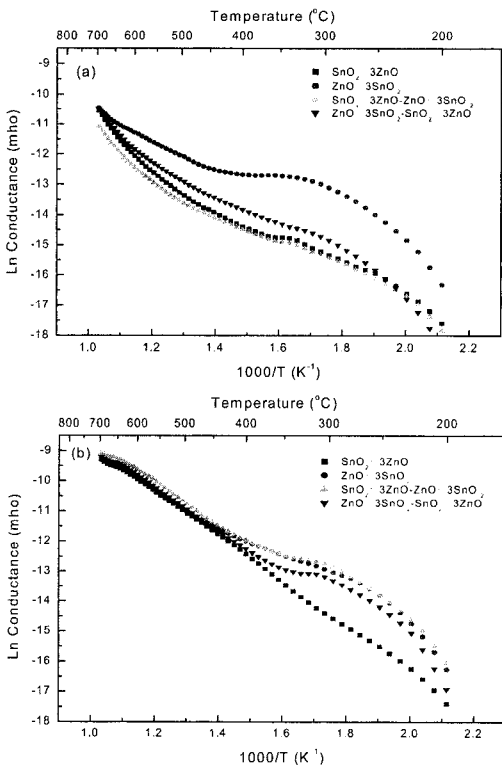 Temperature (°C)
800 700 600 500 400 300 200
(a)
SnO2 3ZnO
ZnO 3SnO2
SnO2 3ZnO-ZnO 3SnO2
ZnO 3SnO2-SnO2 3ZnO
Ln Conductance (mho)
-9
-10
-11
-12
-13
-14
-15
-16
-17
-18
1.0 1.2 1.4 1.6 1.8 2.0 2.2
1000/T (K-1)
Temperature (°C)
800 700 600 500 400 300 200
(b)
SnO2 3ZnO
ZnO 3SnO2
SnO2 3ZnO-ZnO 3SnO2
ZnO 3SnO2-SnO2 3ZnO
Ln Conductance (mho)
-9
-10
-11
-12
-13
-14
-15
-16
-17
-18
1.0 1.2 1.4 1.6 1.8 2.0 2.2
1000/T (K-1)